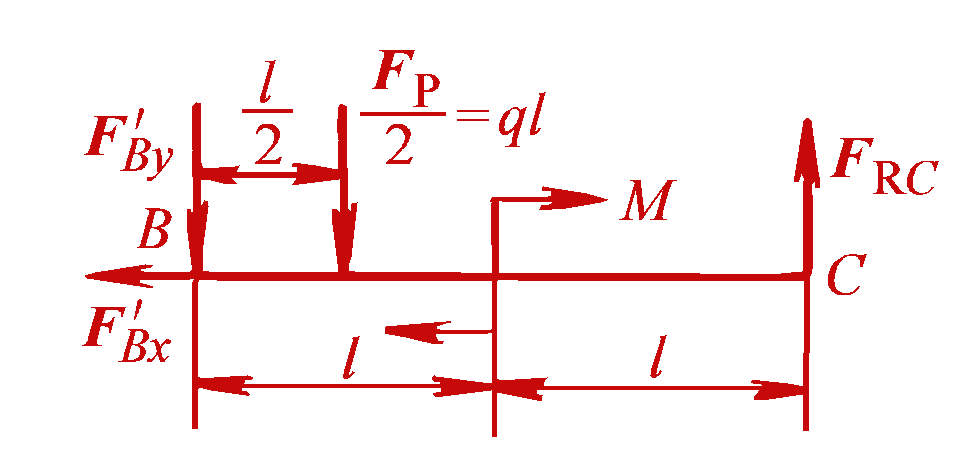 l/2
F_P/2 = ql
F′_By
F_RC
M
B
C
F′_Bx
l
l